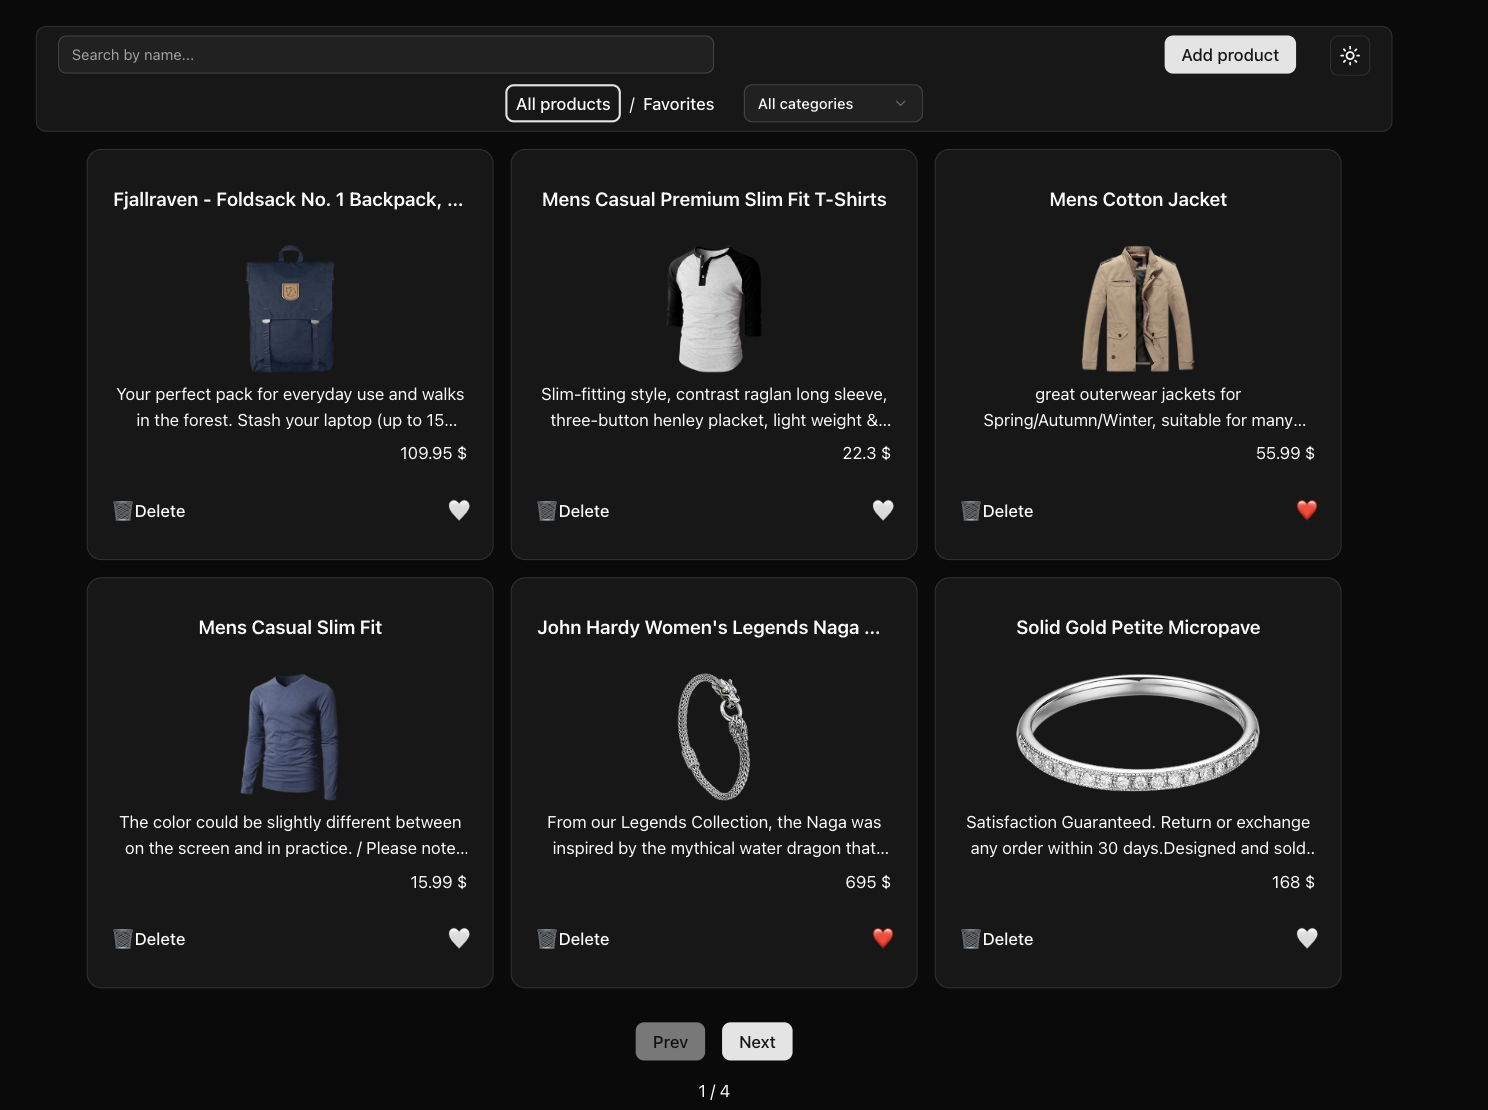 Search by name...
Add product
All products / Favorites
All categories
Fjallraven - Foldsack No. 1 Backpack, ...
Your perfect pack for everyday use and walks
in the forest. Stash your laptop (up to 15...
109.95 $
Delete
Mens Casual Premium Slim Fit T-Shirts
Slim-fitting style, contrast raglan long sleeve,
three-button henley placket, light weight &...
22.3 $
Delete
Mens Cotton Jacket
great outerwear jackets for
Spring/Autumn/Winter, suitable for many...
55.99 $
Delete
Mens Casual Slim Fit
The color could be slightly different between
on the screen and in practice. / Please note...
15.99 $
Delete
John Hardy Women's Legends Naga ...
From our Legends Collection, the Naga was
inspired by the mythical water dragon that...
695 $
Delete
Solid Gold Petite Micropave
Satisfaction Guaranteed. Return or exchange
any order within 30 days.Designed and sold..
168 $
Delete
Prev
Next
1 / 4